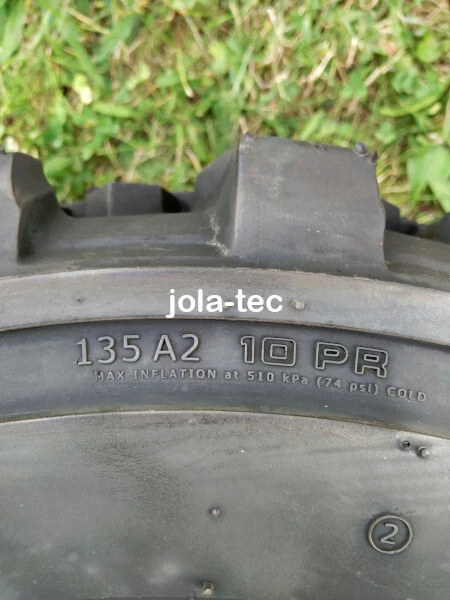 jola-tec
135 A2 10 PR
MAX INFLATION at 510 kPa (74 psi) COLD
2